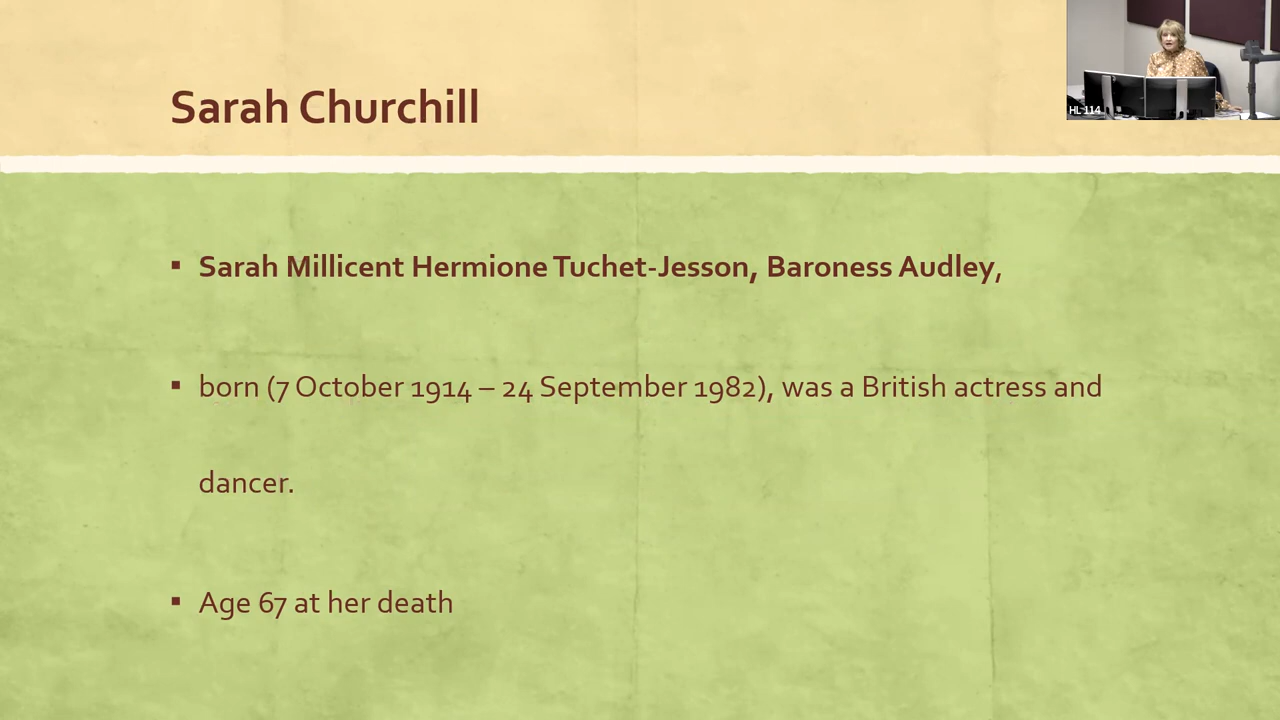 Sarah Churchill
HL 114
▪ Sarah Millicent Hermione Tuchet-Jesson, Baroness Audley,
▪ born (7 October 1914 – 24 September 1982), was a British actress and
dancer.
▪ Age 67 at her death